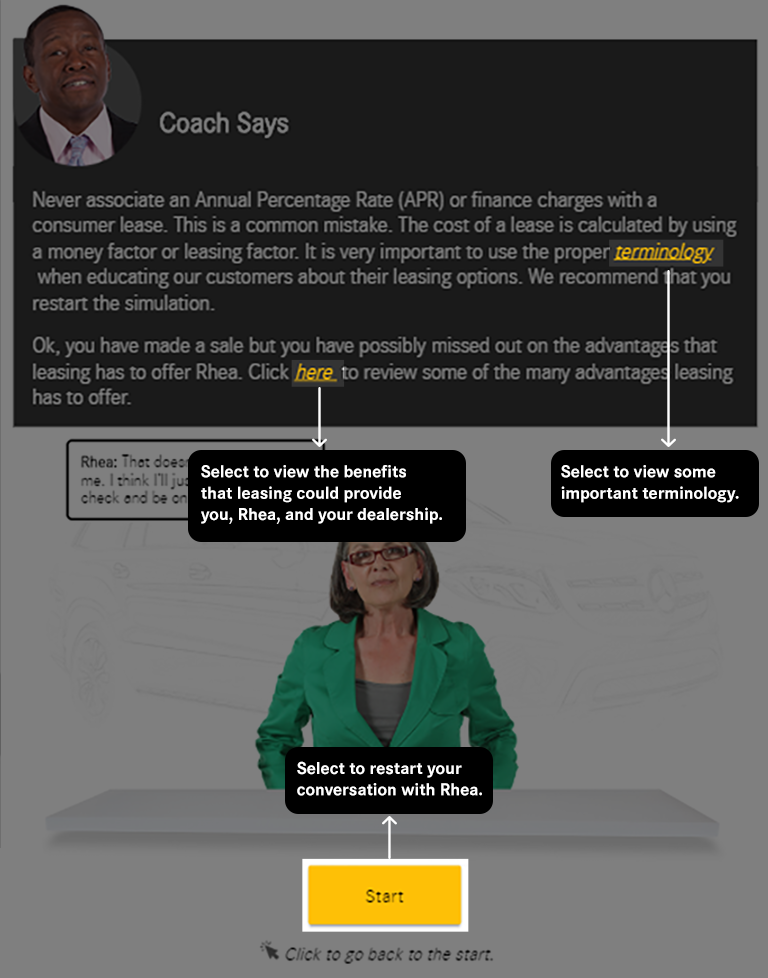 Coach Says
Never associate an Annual Percentage Rate (APR) or finance charges with a
consumer lease. This is a common mistake. The cost of a lease is calculated by using
a money factor or leasing factor. It is very important to use the proper terminology
when educating our customers about their leasing options. We recommend that you
restart the simulation.
Ok, you have made a sale but you have possibly missed out on the advantages that
leasing has to offer Rhea. Click here to review some of the many advantages leasing
has to offer.
Rhea: That
me. I think I'll
check and be
Select to view the benefits
that leasing could provide
you, Rhea, and your dealership.
Select to view some
important terminology.
Select to restart your
conversation with Rhea.
Start
Click to go back to the start.